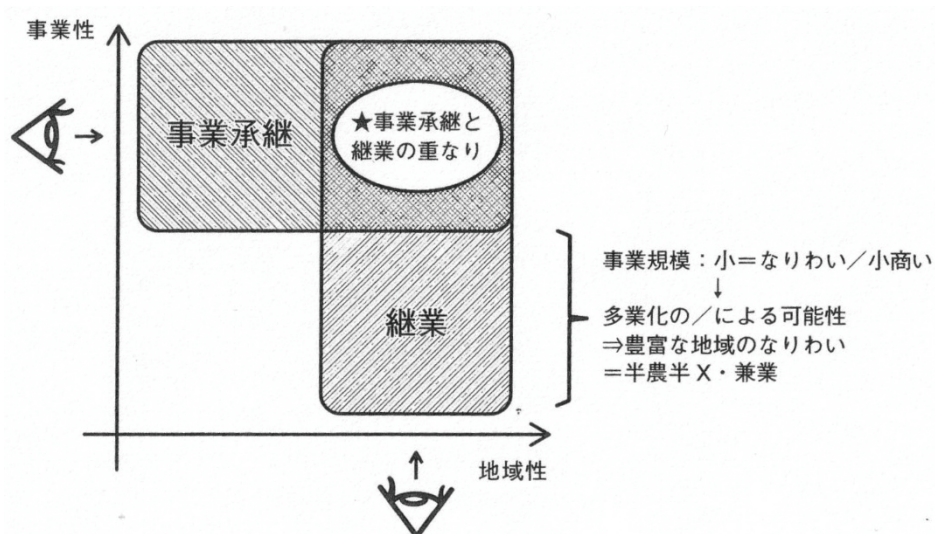 事業性
事業承継
★事業承継と
継業の重なり
事業規模：小＝なりわい／小商い
↓
多業化の／による可能性
⇒豊富な地域のなりわい
＝半農半X・兼業
継業
地域性